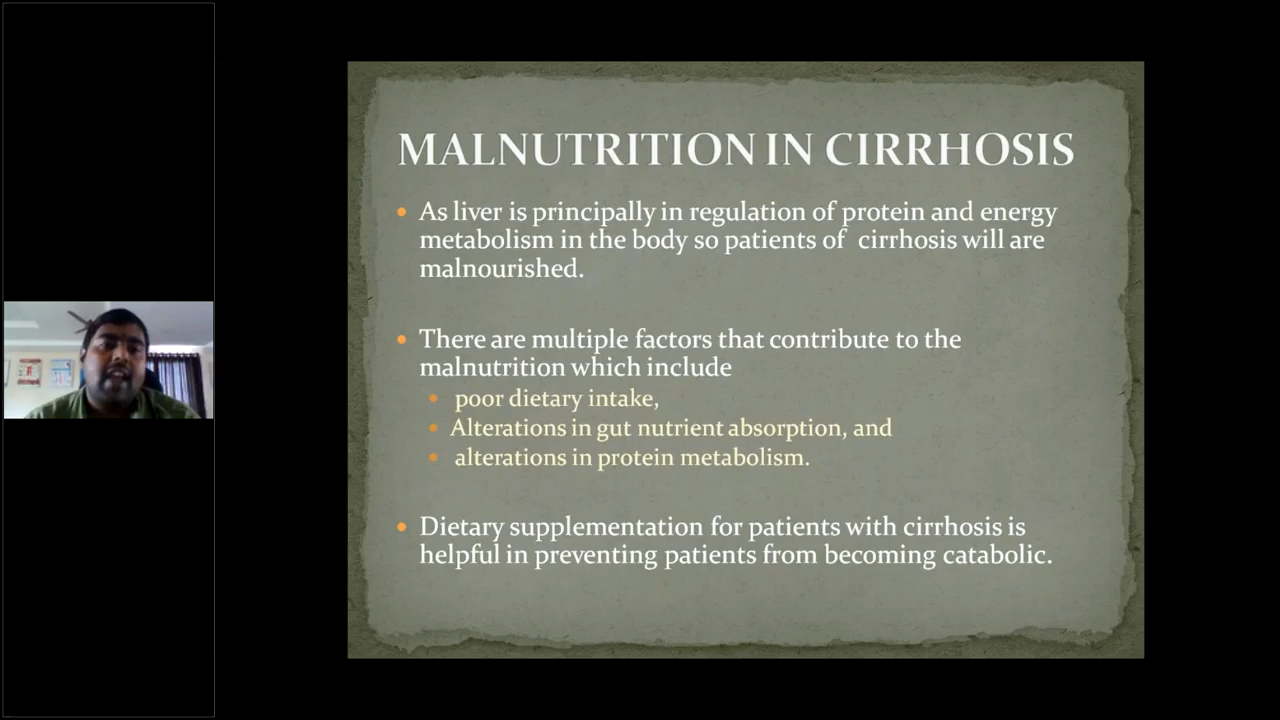 MALNUTRITION IN CIRRHOSIS
As liver is principally in regulation of protein and energy
metabolism in the body so patients of cirrhosis will are
malnourished.
There are multiple factors that contribute to the
malnutrition which include
poor dietary intake,
Alterations in gut nutrient absorption, and
alterations in protein metabolism.
Dietary supplementation for patients with cirrhosis is
helpful in preventing patients from becoming catabolic.